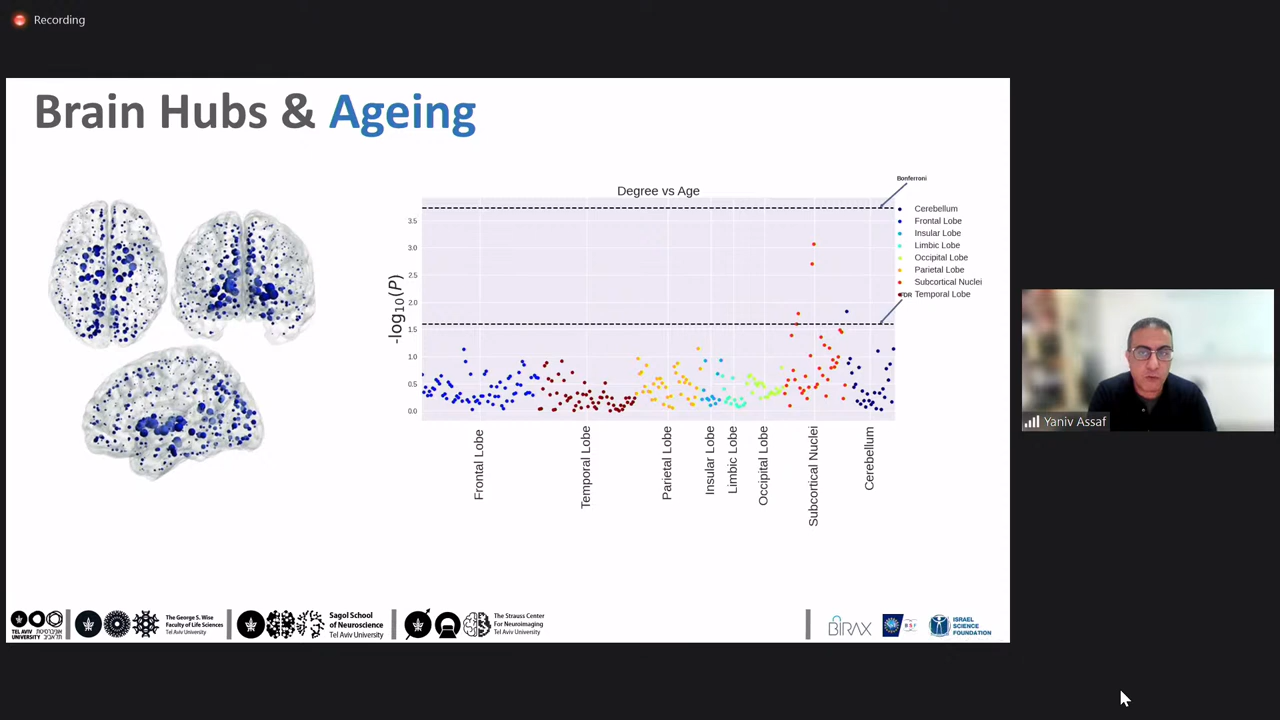 Recording
Brain Hubs & Ageing
Degree vs Age
Bonferroni
3.5
3.0
2.5
2.0
1.5
1.0
0.5
0.0
-log10(P)
Cerebellum
Frontal Lobe
Insular Lobe
Limbic Lobe
Occipital Lobe
Parietal Lobe
Subcortical Nuclei
FDR
Temporal Lobe
Frontal Lobe
Temporal Lobe
Parietal Lobe
Insular Lobe
Limbic Lobe
Occipital Lobe
Subcortical Nuclei
Cerebellum
Yaniv Assaf
TEL AVIV
UNIVERSITY
אוניברסיטת
תל אביב
The George S. Wise
Faculty of Life Sciences
Tel Aviv University
Sagol School
of Neuroscience
Tel Aviv University
The Strauss Center
For Neuroimaging
Tel Aviv University
BIRAX
BSF
ISRAEL
SCIENCE
FOUNDATION